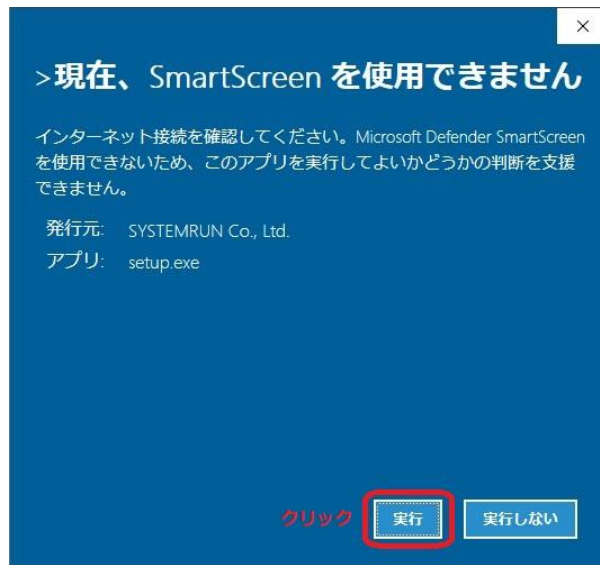 >現在、SmartScreen を使用できません
インターネット接続を確認してください。Microsoft Defender SmartScreen
を使用できないため、このアプリを実行してよいかどうかの判断を支援
できません。
発行元: SYSTEMRUN Co., Ltd.
アプリ: setup.exe
クリック 実行 実行しない